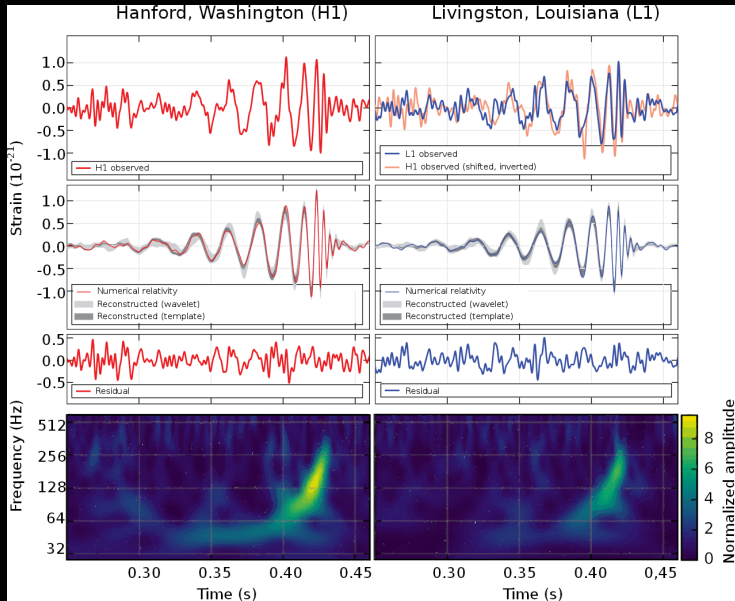 Hanford, Washington (H1)
Livingston, Louisiana (L1)
Strain (10⁻²¹)
1.0
0.5
0.0
-0.5
-1.0
H1 observed
L1 observed
H1 observed (shifted, inverted)
1.0
0.5
0.0
-0.5
-1.0
Numerical relativity
Reconstructed (wavelet)
Reconstructed (template)
Numerical relativity
Reconstructed (wavelet)
Reconstructed (template)
0.5
0.0
-0.5
Residual
Residual
Frequency (Hz)
512
256
128
64
32
8
6
4
2
0
Normalized amplitude
0.30
0.35
0.40
0.45
0.30
0.35
0.40
0,45
Time (s)
Time (s)